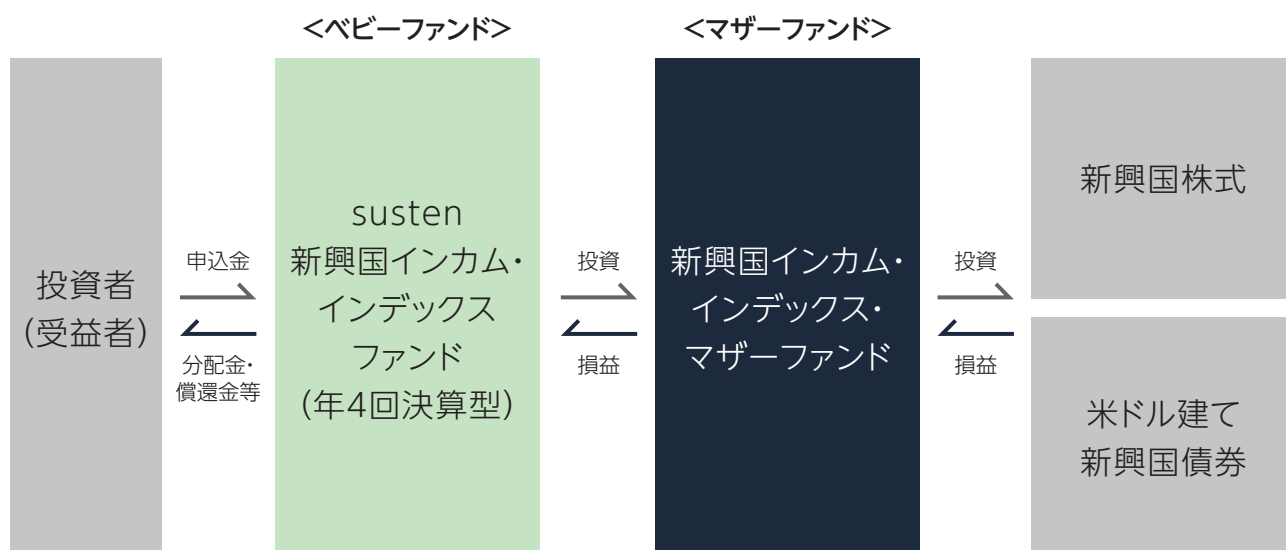 <ベビーファンド>
<マザーファンド>
投資者
(受益者)
申込金
分配金・
償還金等
susten
新興国インカム・
インデックス
ファンド
(年4回決算型)
投資
損益
新興国インカム・
インデックス・
マザーファンド
投資
損益
新興国株式
米ドル建て
新興国債券